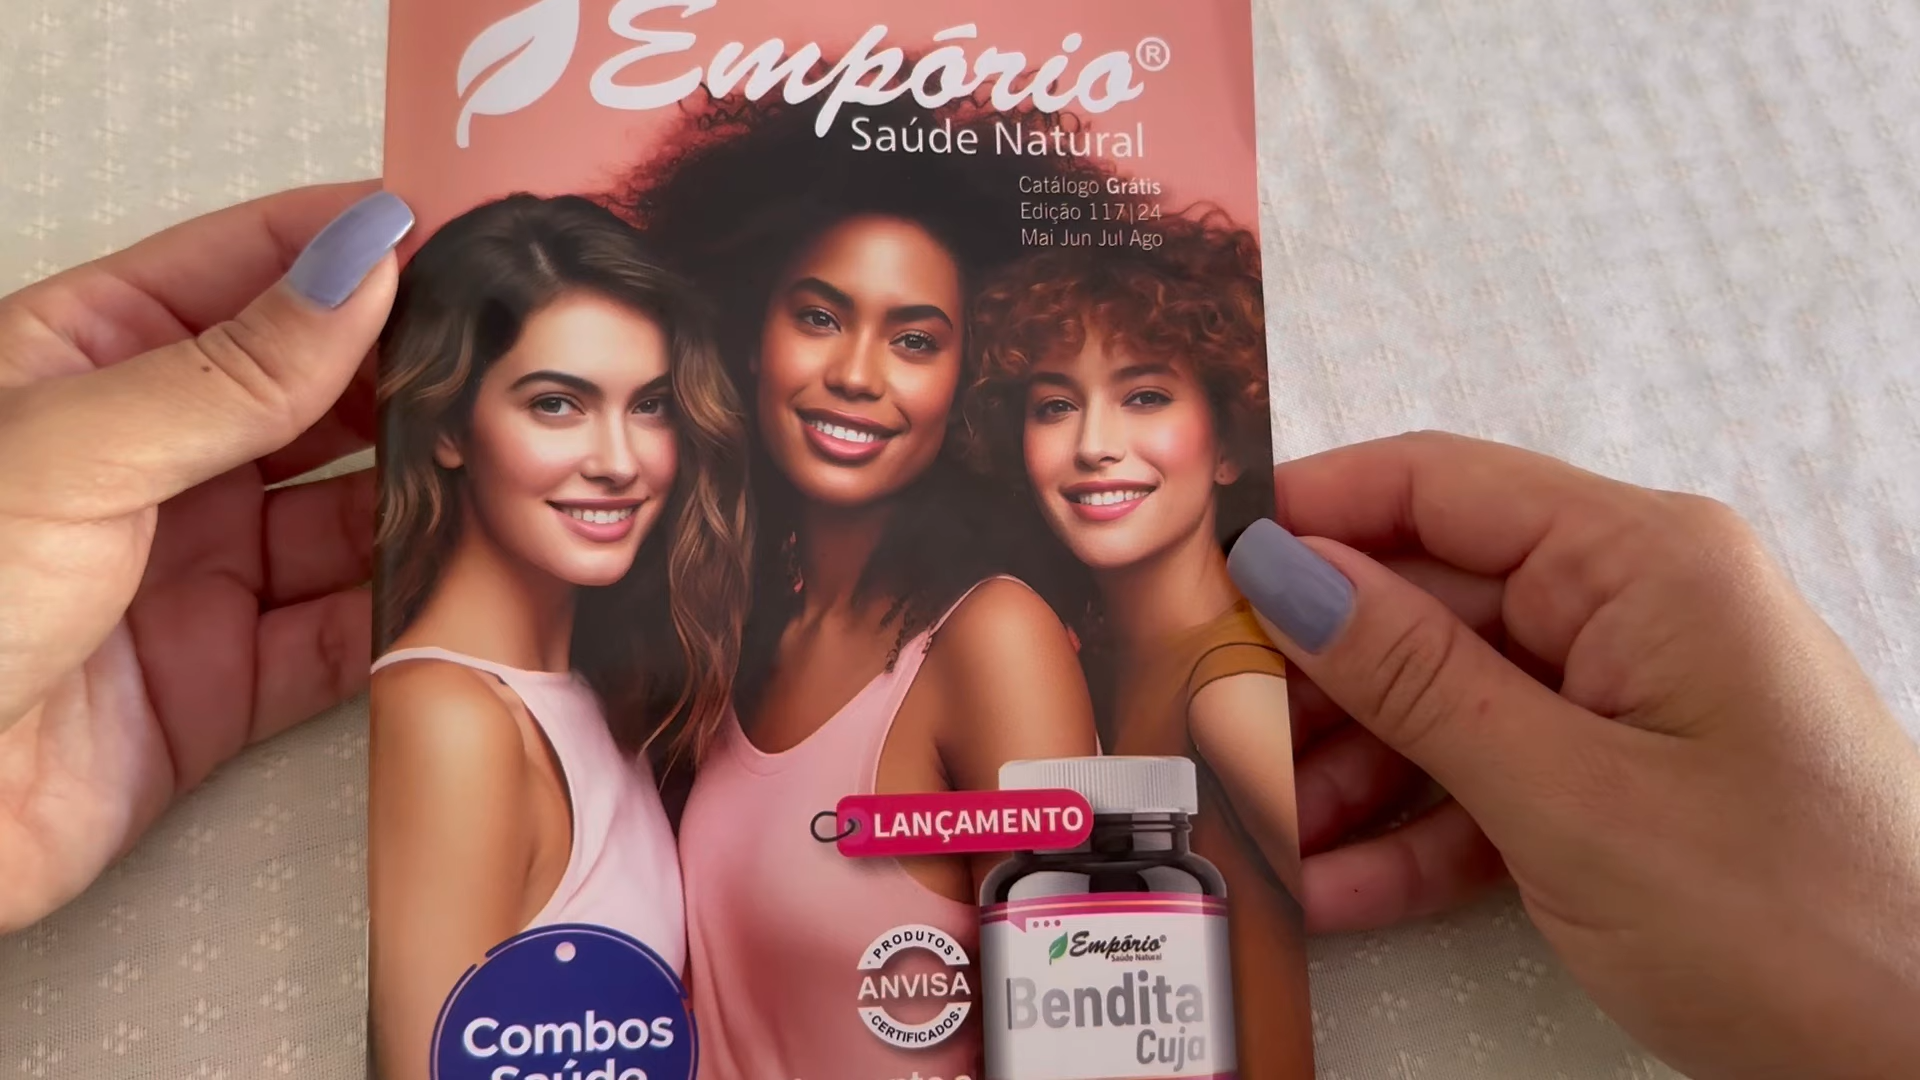 Empório®
Saúde Natural
Catálogo Grátis
Edição 117|24
Mai Jun Jul Ago
LANÇAMENTO
PRODUTOS
ANVISA
CERTIFICADOS
Empório®
Saúde Natural
Bendita
Cuja
Combos
Saúde